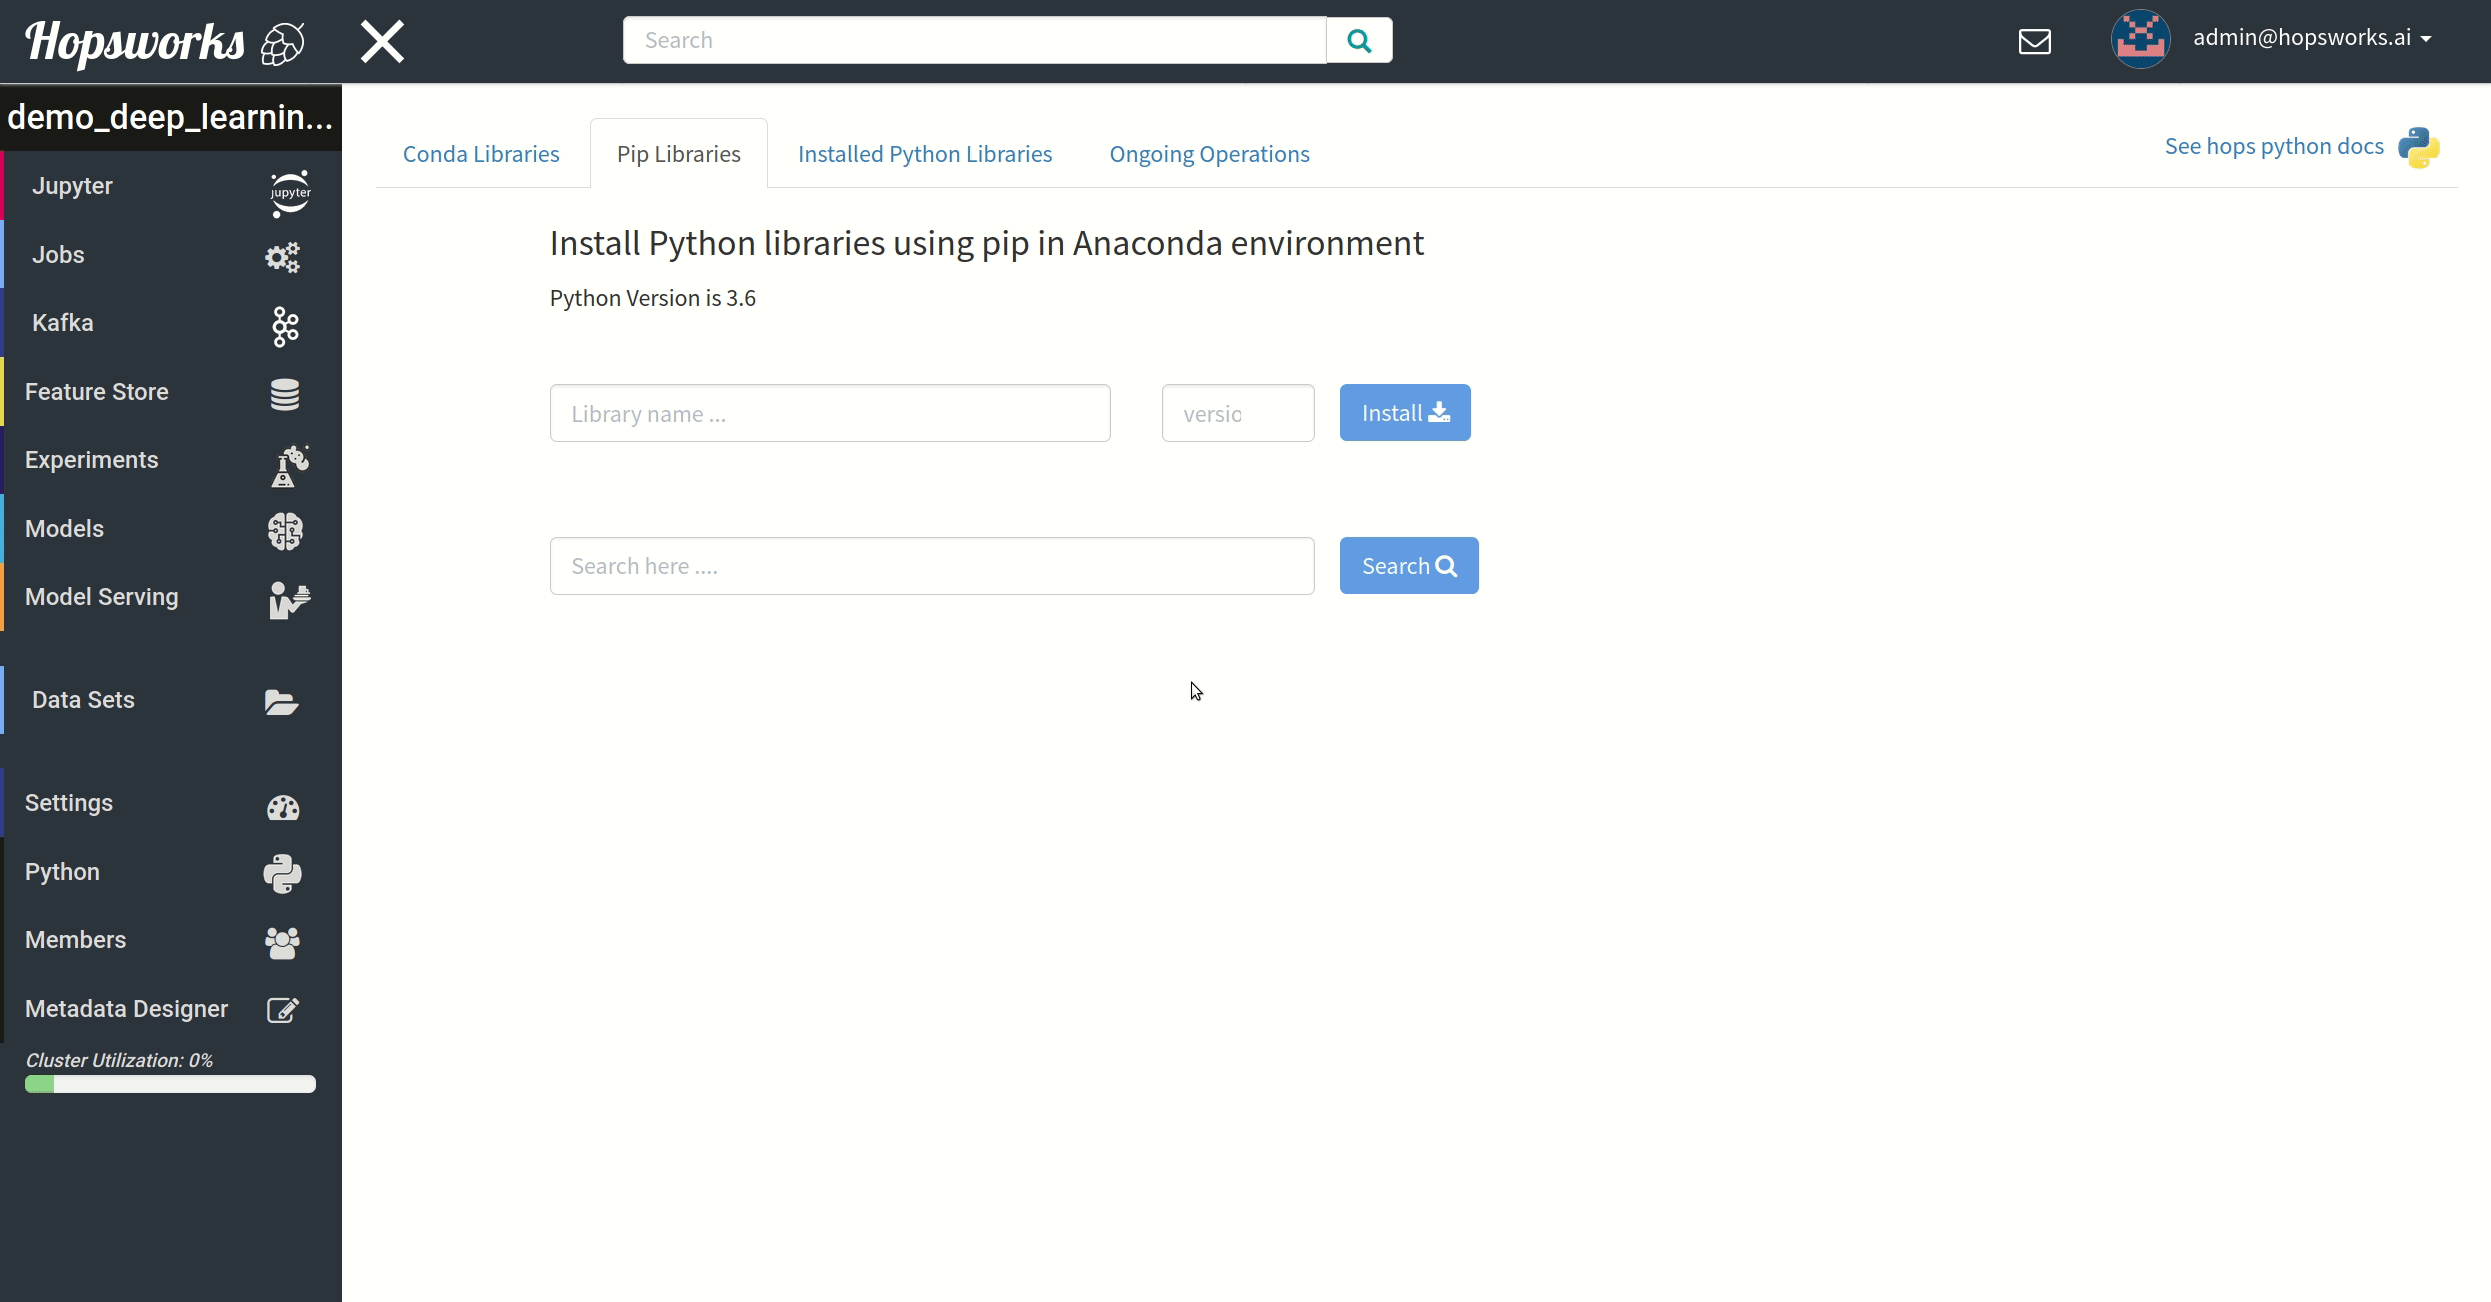 Hopsworks
Search
admin@hopsworks.ai
demo_deep_learnin...
Jupyter
jupyter
Jobs
Kafka
Feature Store
Experiments
Models
Model Serving
Data Sets
Settings
Python
Members
Metadata Designer
Cluster Utilization: 0%
Conda Libraries
Pip Libraries
Installed Python Libraries
Ongoing Operations
See hops python docs
Install Python libraries using pip in Anaconda environment
Python Version is 3.6
Library name ...
versio
Install
Search here ....
Search